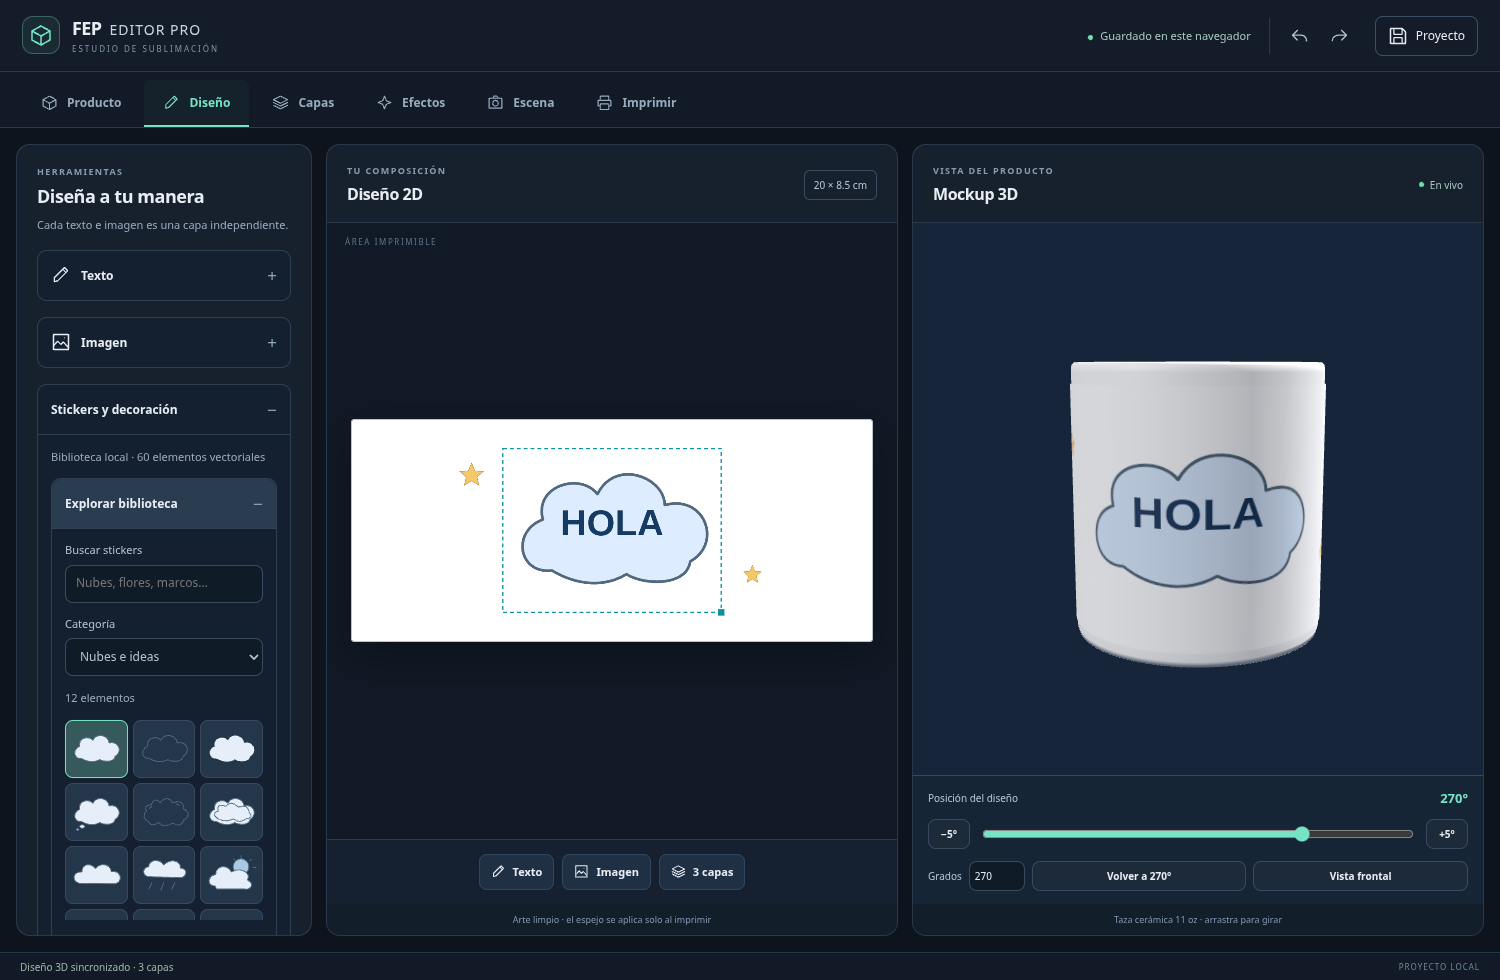 FEP EDITOR PRO
ESTUDIO DE SUBLIMACIÓN
Guardado en este navegador
Proyecto
Producto
Diseño
Capas
Efectos
Escena
Imprimir
HERRAMIENTAS
Diseña a tu manera
Cada texto e imagen es una capa independiente.
Texto +
Imagen +
Stickers y decoración −
Biblioteca local · 60 elementos vectoriales
Explorar biblioteca −
Buscar stickers
Nubes, flores, marcos...
Categoría
Nubes e ideas
12 elementos
TU COMPOSICIÓN
Diseño 2D
20 × 8.5 cm
ÁREA IMPRIMIBLE
HOLA
Texto
Imagen
3 capas
Arte limpio · el espejo se aplica solo al imprimir
VISTA DEL PRODUCTO
Mockup 3D
En vivo
HOLA
Posición del diseño
270°
−5°
+5°
Grados
270
Volver a 270°
Vista frontal
Taza cerámica 11 oz · arrastra para girar
Diseño 3D sincronizado · 3 capas
PROYECTO LOCAL